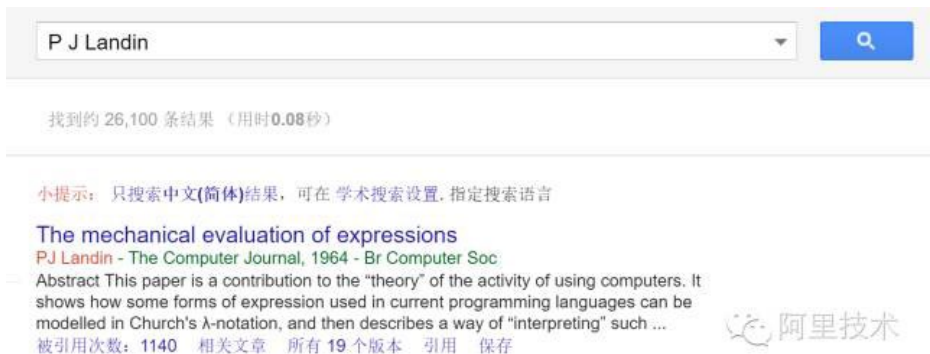 P J Landin
找到约 26,100 条结果 (用时0.08秒)
小提示: 只搜索中文(简体)结果, 可在 学术搜索设置. 指定搜索语言
The mechanical evaluation of expressions
PJ Landin - The Computer Journal, 1964 - Br Computer Soc
Abstract This paper is a contribution to the “theory” of the activity of using computers. It
shows how some forms of expression used in current programming languages can be
modelled in Church's λ-notation, and then describes a way of “interpreting” such ...
被引用次数: 1140 相关文章 所有 19 个版本 引用 保存
阿里技术